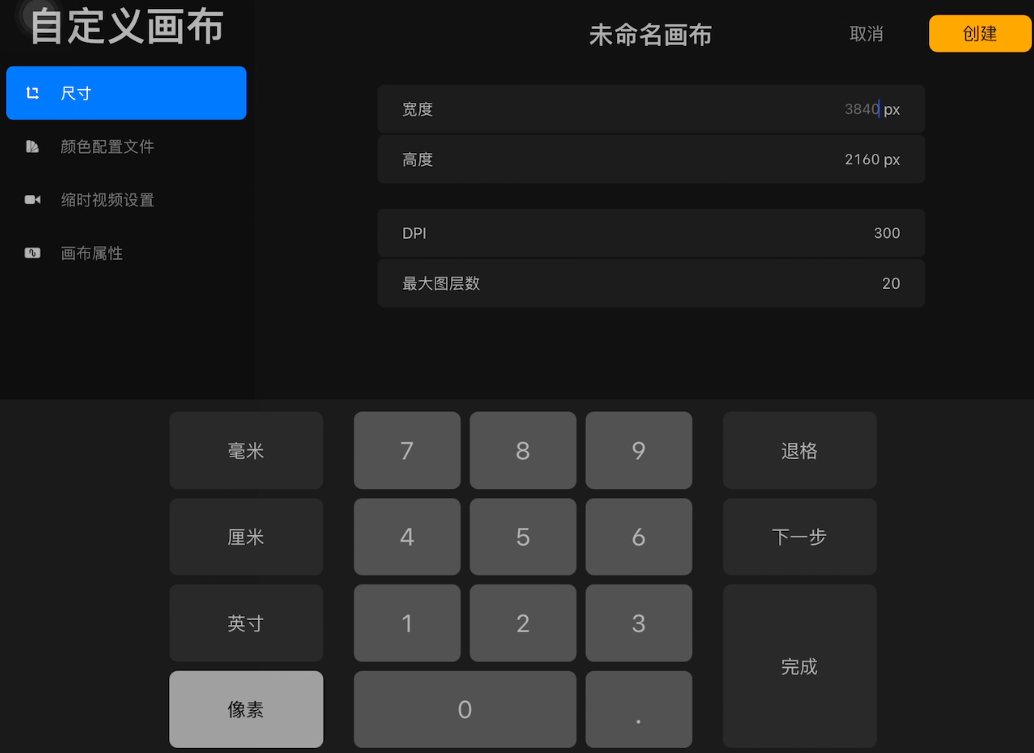 自定义画布
未命名画布
取消
创建
尺寸
颜色配置文件
缩时视频设置
画布属性
宽度 3840 px
高度 2160 px
DPI 300
最大图层数 20
毫米 7 8 9 退格
厘米 4 5 6 下一步
英寸 1 2 3 完成
像素 0 .